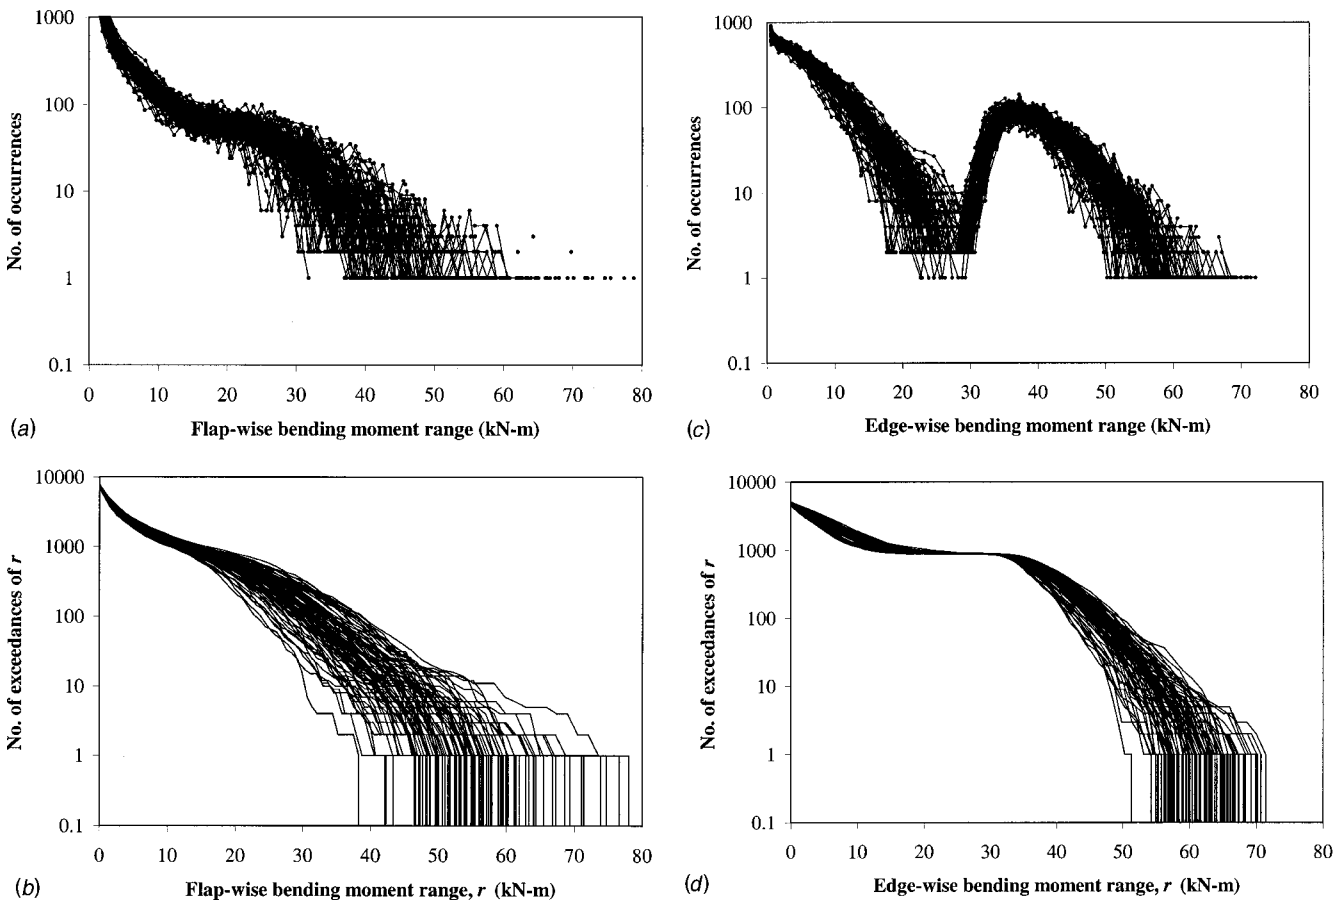 1000
100
10
1
0.1
No. of occurrences
0 10 20 30 40 50 60 70 80
(a) Flap-wise bending moment range (kN-m)
1000
100
10
1
0.1
No. of occurrences
0 10 20 30 40 50 60 70 80
(c) Edge-wise bending moment range (kN-m)
10000
1000
100
10
1
0.1
No. of exceedances of r
0 10 20 30 40 50 60 70 80
(b) Flap-wise bending moment range, r (kN-m)
10000
1000
100
10
1
0.1
No. of exceedances of r
0 10 20 30 40 50 60 70 80
(d) Edge-wise bending moment range, r (kN-m)